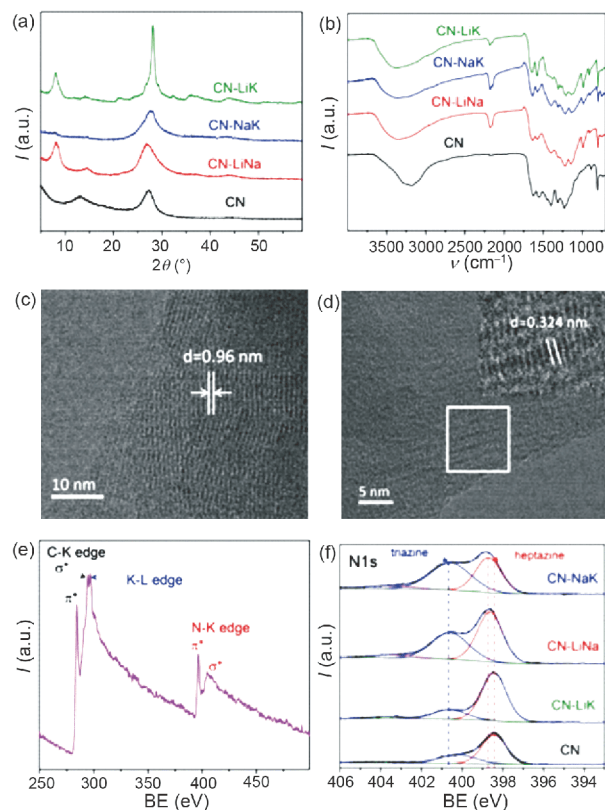 (a)
CN-LiK
CN-NaK
CN-LiNa
CN
I (a.u.)
10 20 30 40 50
2θ (°)
(b)
CN-LiK
CN-NaK
CN-LiNa
CN
I (a.u.)
4000 3000 2000 1000
ν (cm⁻¹)
(c)
d=0.96 nm
10 nm
(d)
d=0.324 nm
5 nm
(e)
C-K edge
σ*
K-L edge
π*
N-K edge
π*
σ*
I (a.u.)
250 300 350 400 450
BE (eV)
(f)
N1s
triazine
heptazine
CN-NaK
CN-LiNa
CN-LiK
CN
I (a.u.)
406 404 402 400 398 396 394
BE (eV)